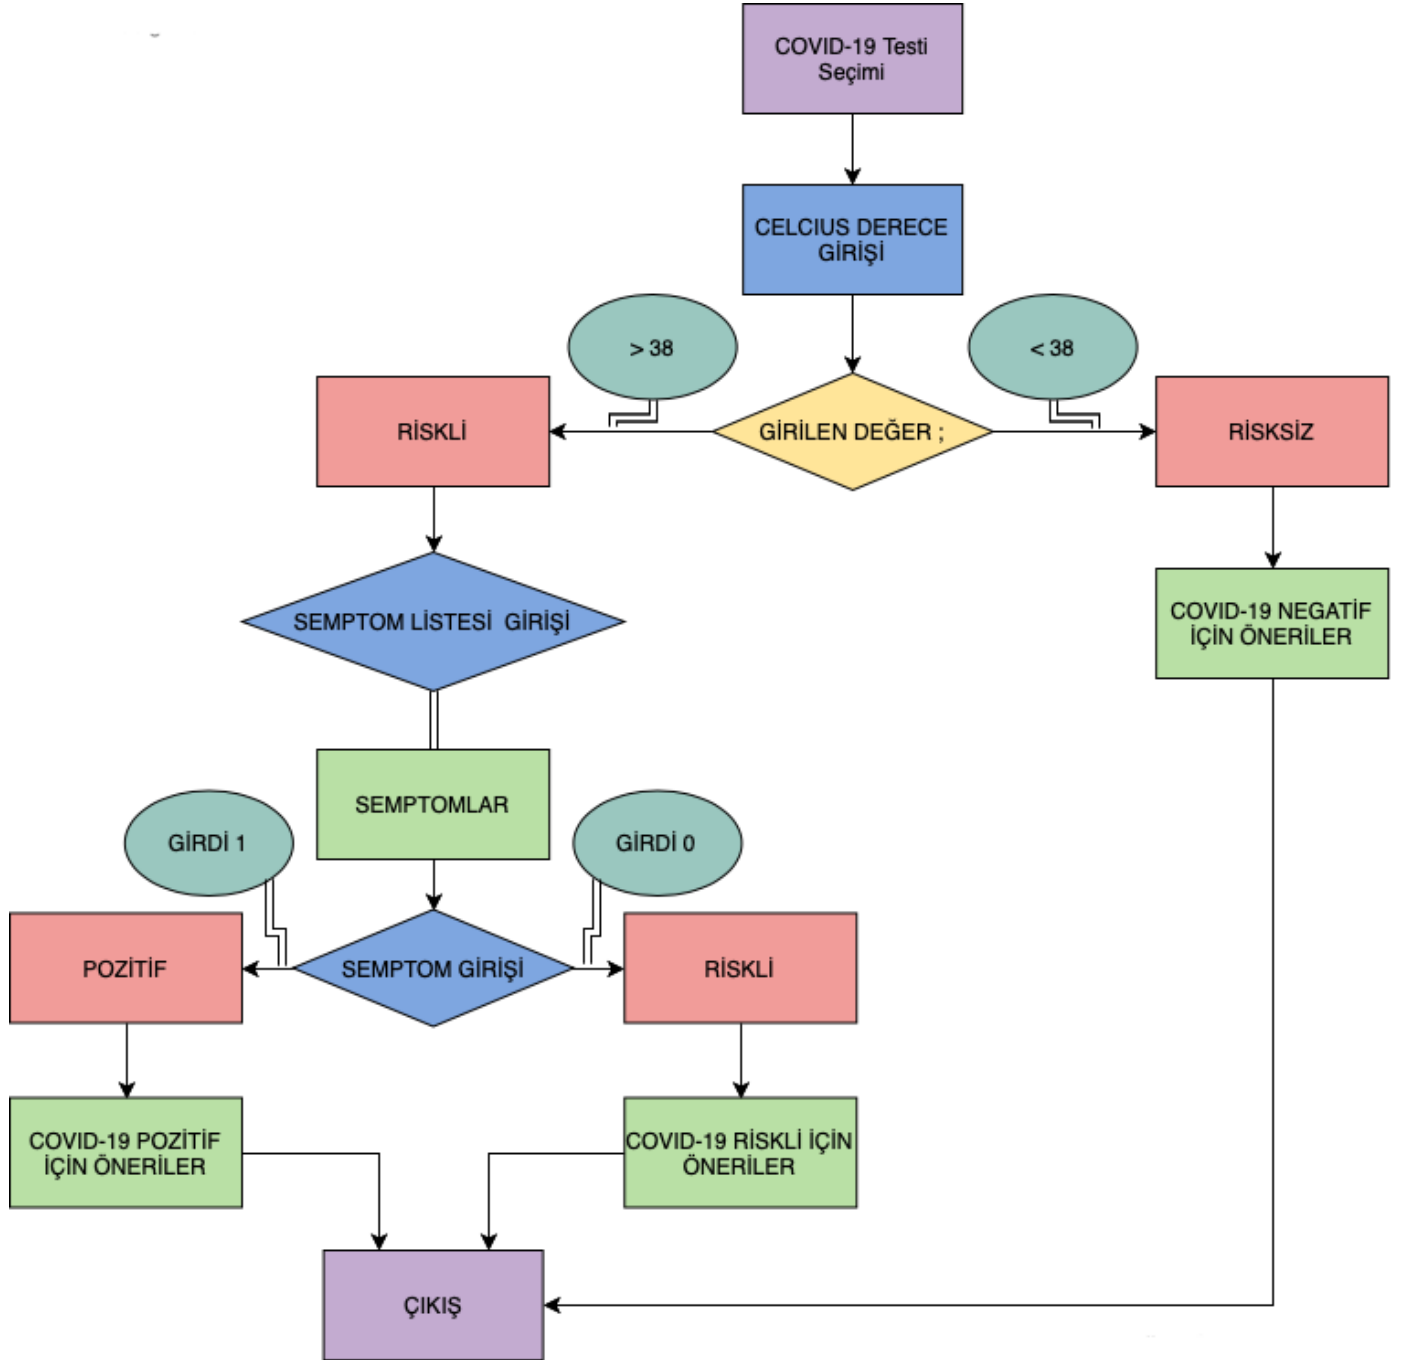 COVID-19 Testi
Seçimi
CELCIUS DERECE
GİRİŞİ
> 38
< 38
RİSKLİ
GİRİLEN DEĞER ;
RİSKSİZ
SEMPTOM LİSTESİ  GİRİŞİ
COVID-19 NEGATİF
İÇİN ÖNERİLER
SEMPTOMLAR
GİRDİ 1
GİRDİ 0
POZİTİF
SEMPTOM GİRİŞİ
RİSKLİ
COVID-19 POZİTİF
İÇİN ÖNERİLER
COVID-19 RİSKLİ İÇİN
ÖNERİLER
ÇIKIŞ